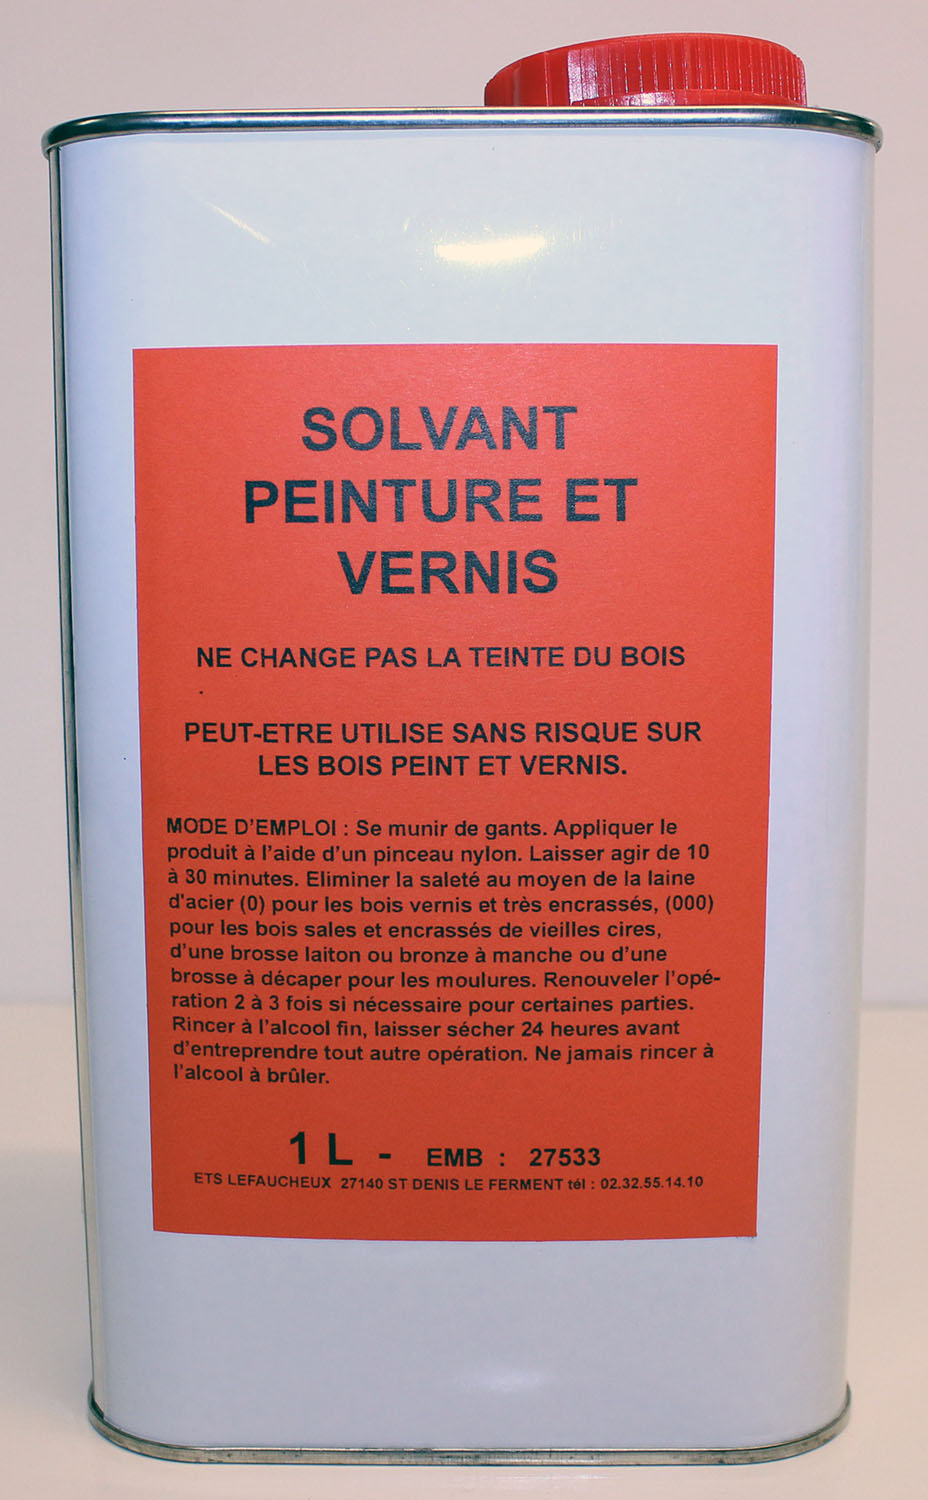 SOLVANT
PEINTURE ET
VERNIS
NE CHANGE PAS LA TEINTE DU BOIS
PEUT-ETRE UTILISE SANS RISQUE SUR
LES BOIS PEINT ET VERNIS.
MODE D'EMPLOI : Se munir de gants. Appliquer le
produit à l'aide d'un pinceau nylon. Laisser agir de 10
à 30 minutes. Eliminer la saleté au moyen de la laine
d'acier (0) pour les bois vernis et très encrassés, (000)
pour les bois sales et encrassés de vieilles cires,
d'une brosse laiton ou bronze à manche ou d'une
brosse à décaper pour les moulures. Renouveler l'opé-
ration 2 à 3 fois si nécessaire pour certaines parties.
Rincer à l'alcool fin, laisser sécher 24 heures avant
d'entreprendre tout autre opération. Ne jamais rincer à
l'alcool à brûler.
1 L - EMB : 27533
ETS LEFAUCHEUX 27140 ST DENIS LE FERMENT tél : 02.32.55.14.10